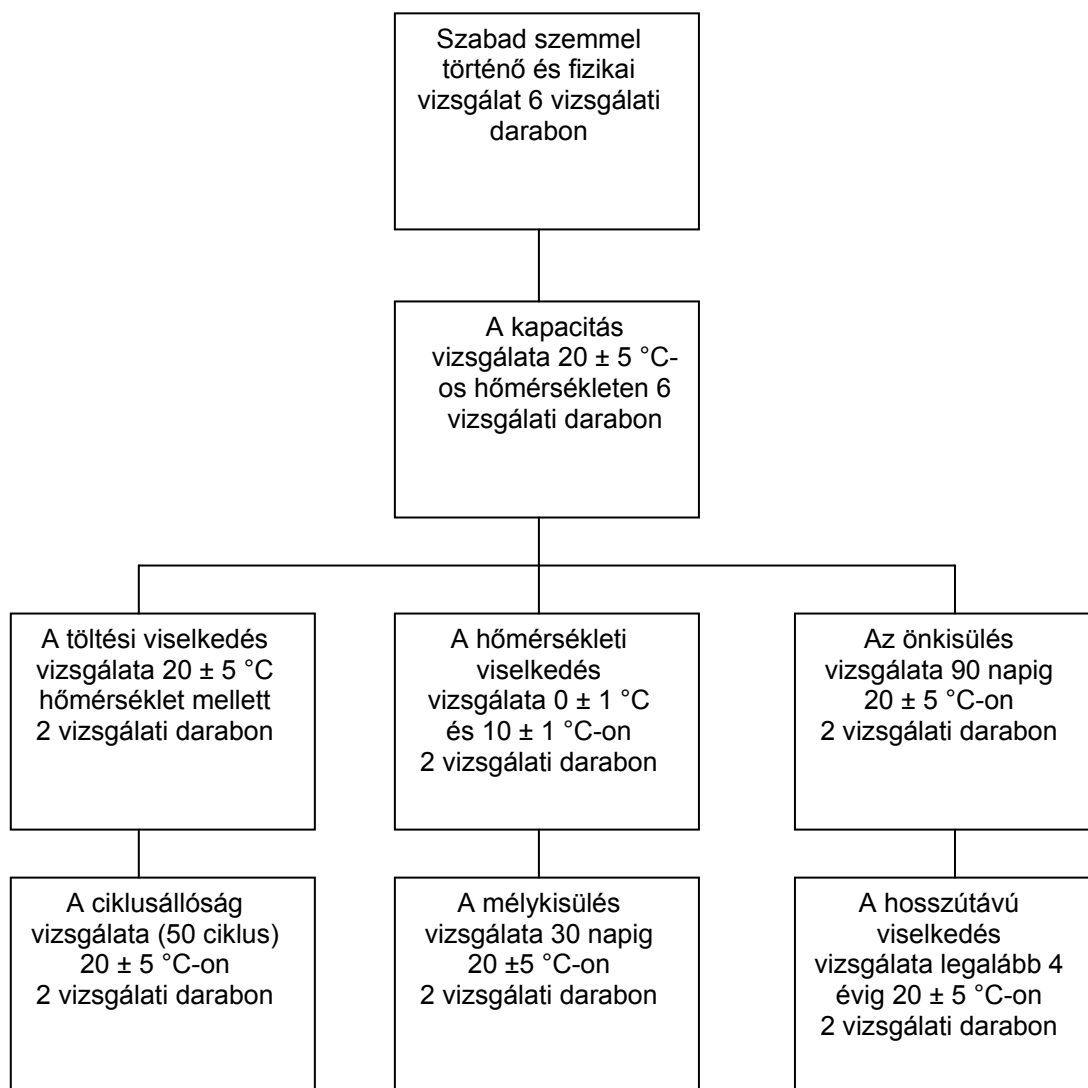 Szabad szemmel
történő és fizikai
vizsgálat 6 vizsgálati
darabon
A kapacitás
vizsgálata 20 ± 5 °C-
os hőmérsékleten 6
vizsgálati darabon
A töltési viselkedés
vizsgálata 20 ± 5 °C
hőmérséklet mellett
2 vizsgálati darabon
A hőmérsékleti
viselkedés
vizsgálata 0 ± 1 °C
és 10 ± 1 °C-on
2 vizsgálati darabon
Az önkisülés
vizsgálata 90 napig
20 ± 5 °C-on
2 vizsgálati darabon
A ciklusállóság
vizsgálata (50 ciklus)
20 ± 5 °C-on
2 vizsgálati darabon
A mélykisülés
vizsgálata 30 napig
20 ±5 °C-on
2 vizsgálati darabon
A hosszútávú
viselkedés
vizsgálata legalább 4
évig 20 ± 5 °C-on
2 vizsgálati darabon